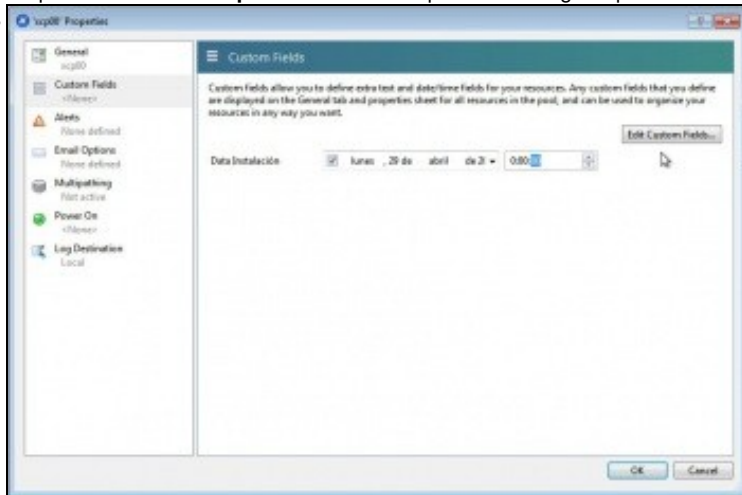 'xcp00' Properties
General
xcp00
Custom Fields
<None>
Alerts
None defined
Email Options
None defined
Multipathing
Not active
Power On
<None>
Log Destination
Local
Custom Fields
Custom fields allow you to define extra text and date/time fields for your resources. Any custom fields that you define
are displayed on the General tab and properties sheet for all resources in the pool, and can be used to organize your
resources in any way you want.
Edit Custom Fields...
Data Instalación lunes , 29 de abril de 2 0:00:
OK Cancel